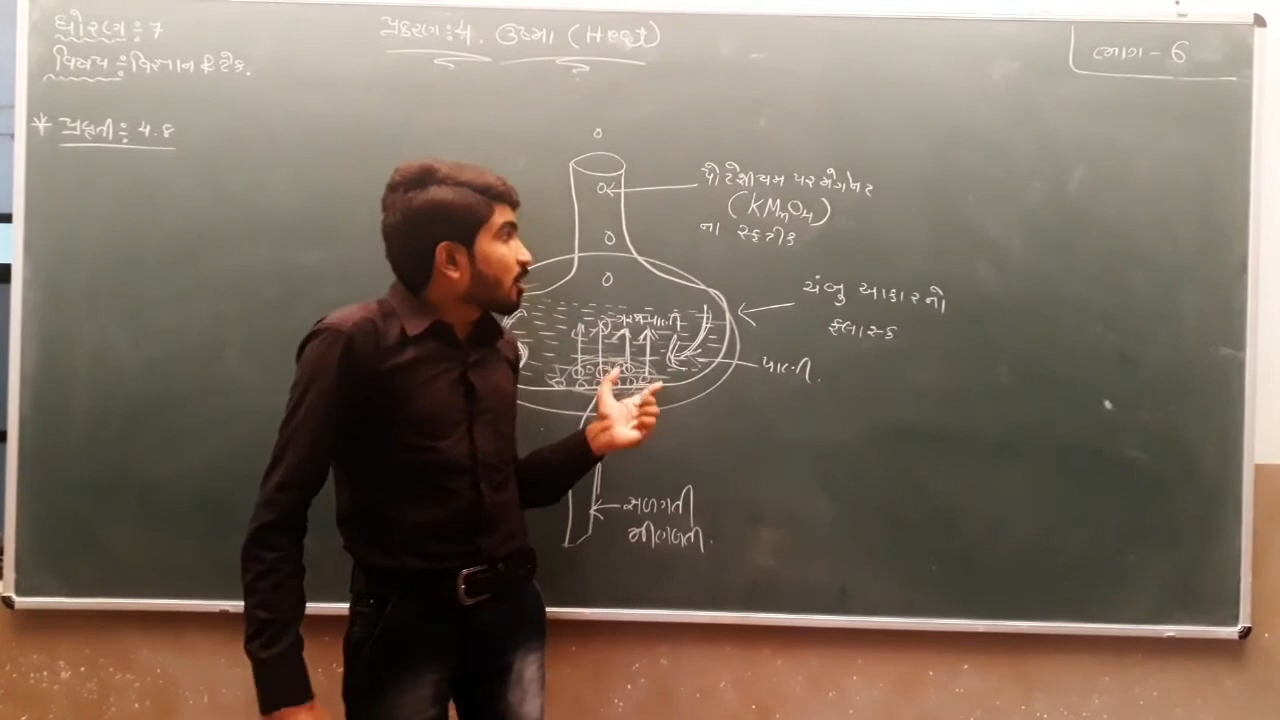 ધોરણ : 7
વિષય : વિજ્ઞાન & ટેક.
પ્રકરણ : 4. ઉષ્મા (Heat)
ભાગ - 6
* પ્રવૃતી : 4.8
પોટેશીયમ પરમેંગેનેટ
(KMnO4)
ના સ્ફટીક
ચંબુ આકારનો
ફ્લાસ્ક
ગરમ પાણી
પાણી.
સળગતી
મીણબતી.